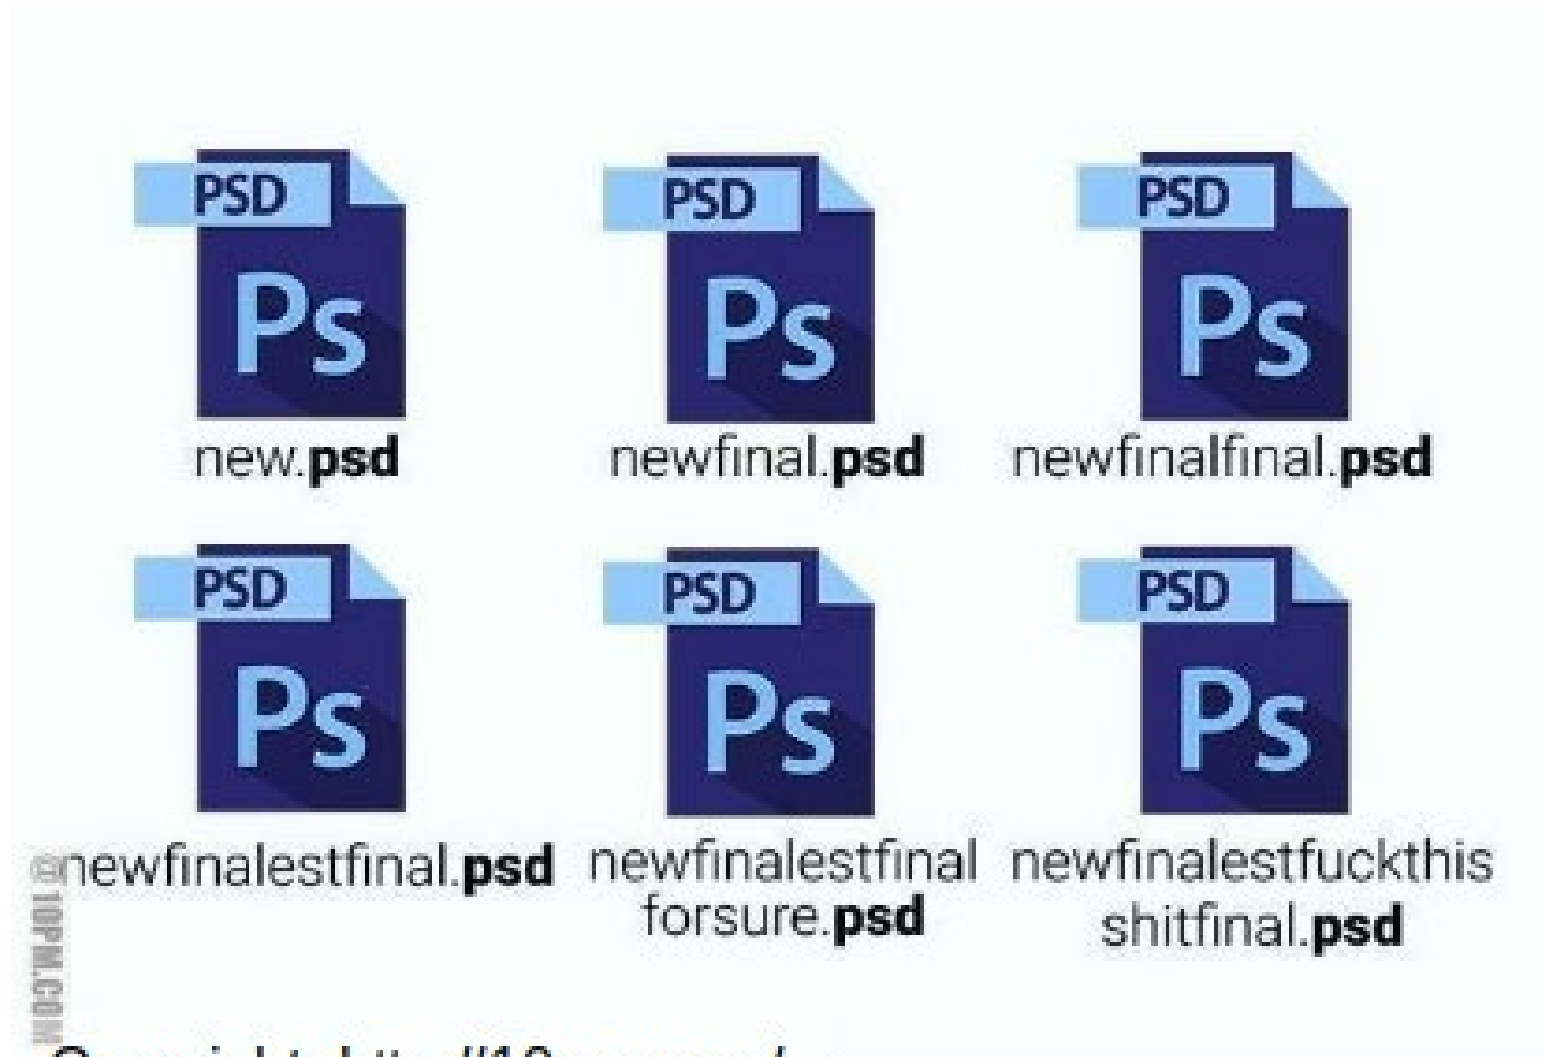 PSD
Ps
new.psd
PSD
Ps
newfinal.psd
PSD
Ps
newfinalfinal.psd
PSD
Ps
newfinalestfinal.psd
PSD
Ps
newfinalestfinal
forsure.psd
PSD
Ps
newfinalestfuckthis
shitfinal.psd
@10PM.COM